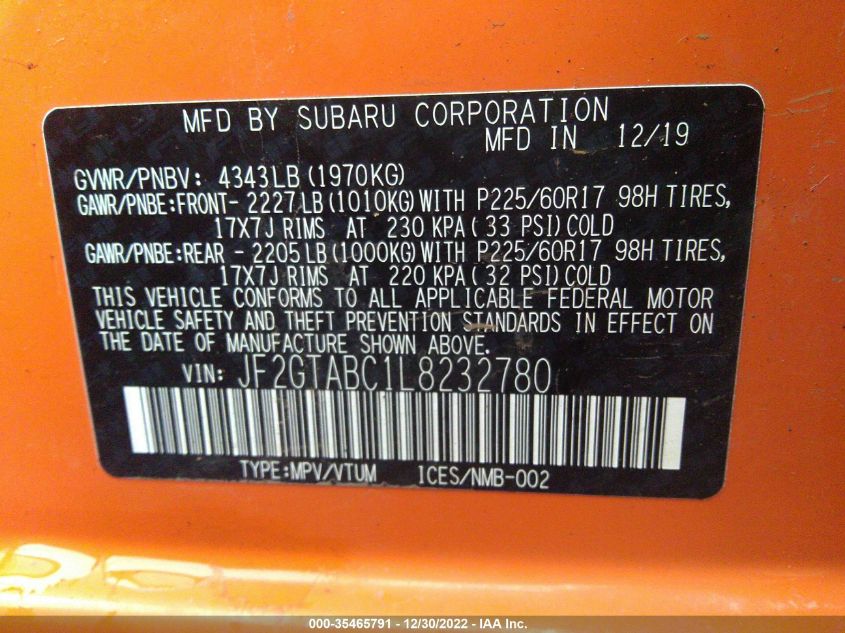 MFD BY SUBARU CORPORATION
MFD IN 12/19
GVWR/PNBV: 4343LB (1970KG)
GAWR/PNBE:FRONT- 2227LB (1010KG) WITH P225/60R17 98H TIRES,
17X7J RIMS AT 230 KPA ( 33 PSI) COLD
GAWR/PNBE:REAR - 2205LB (1000KG) WITH P225/60R17 98H TIRES,
17X7J RIMS AT 220 KPA ( 32 PSI) COLD
THIS VEHICLE CONFORMS TO ALL APPLICABLE FEDERAL MOTOR
VEHICLE SAFETY AND THEFT PREVENTION STANDARDS IN EFFECT ON
THE DATE OF MANUFACTURE SHOWN ABOVE.
VIN: JF2GTABC1L8232780
TYPE:MPV/VTUM ICES/NMB-002
000-35465791 - 12/30/2022 - IAA Inc.